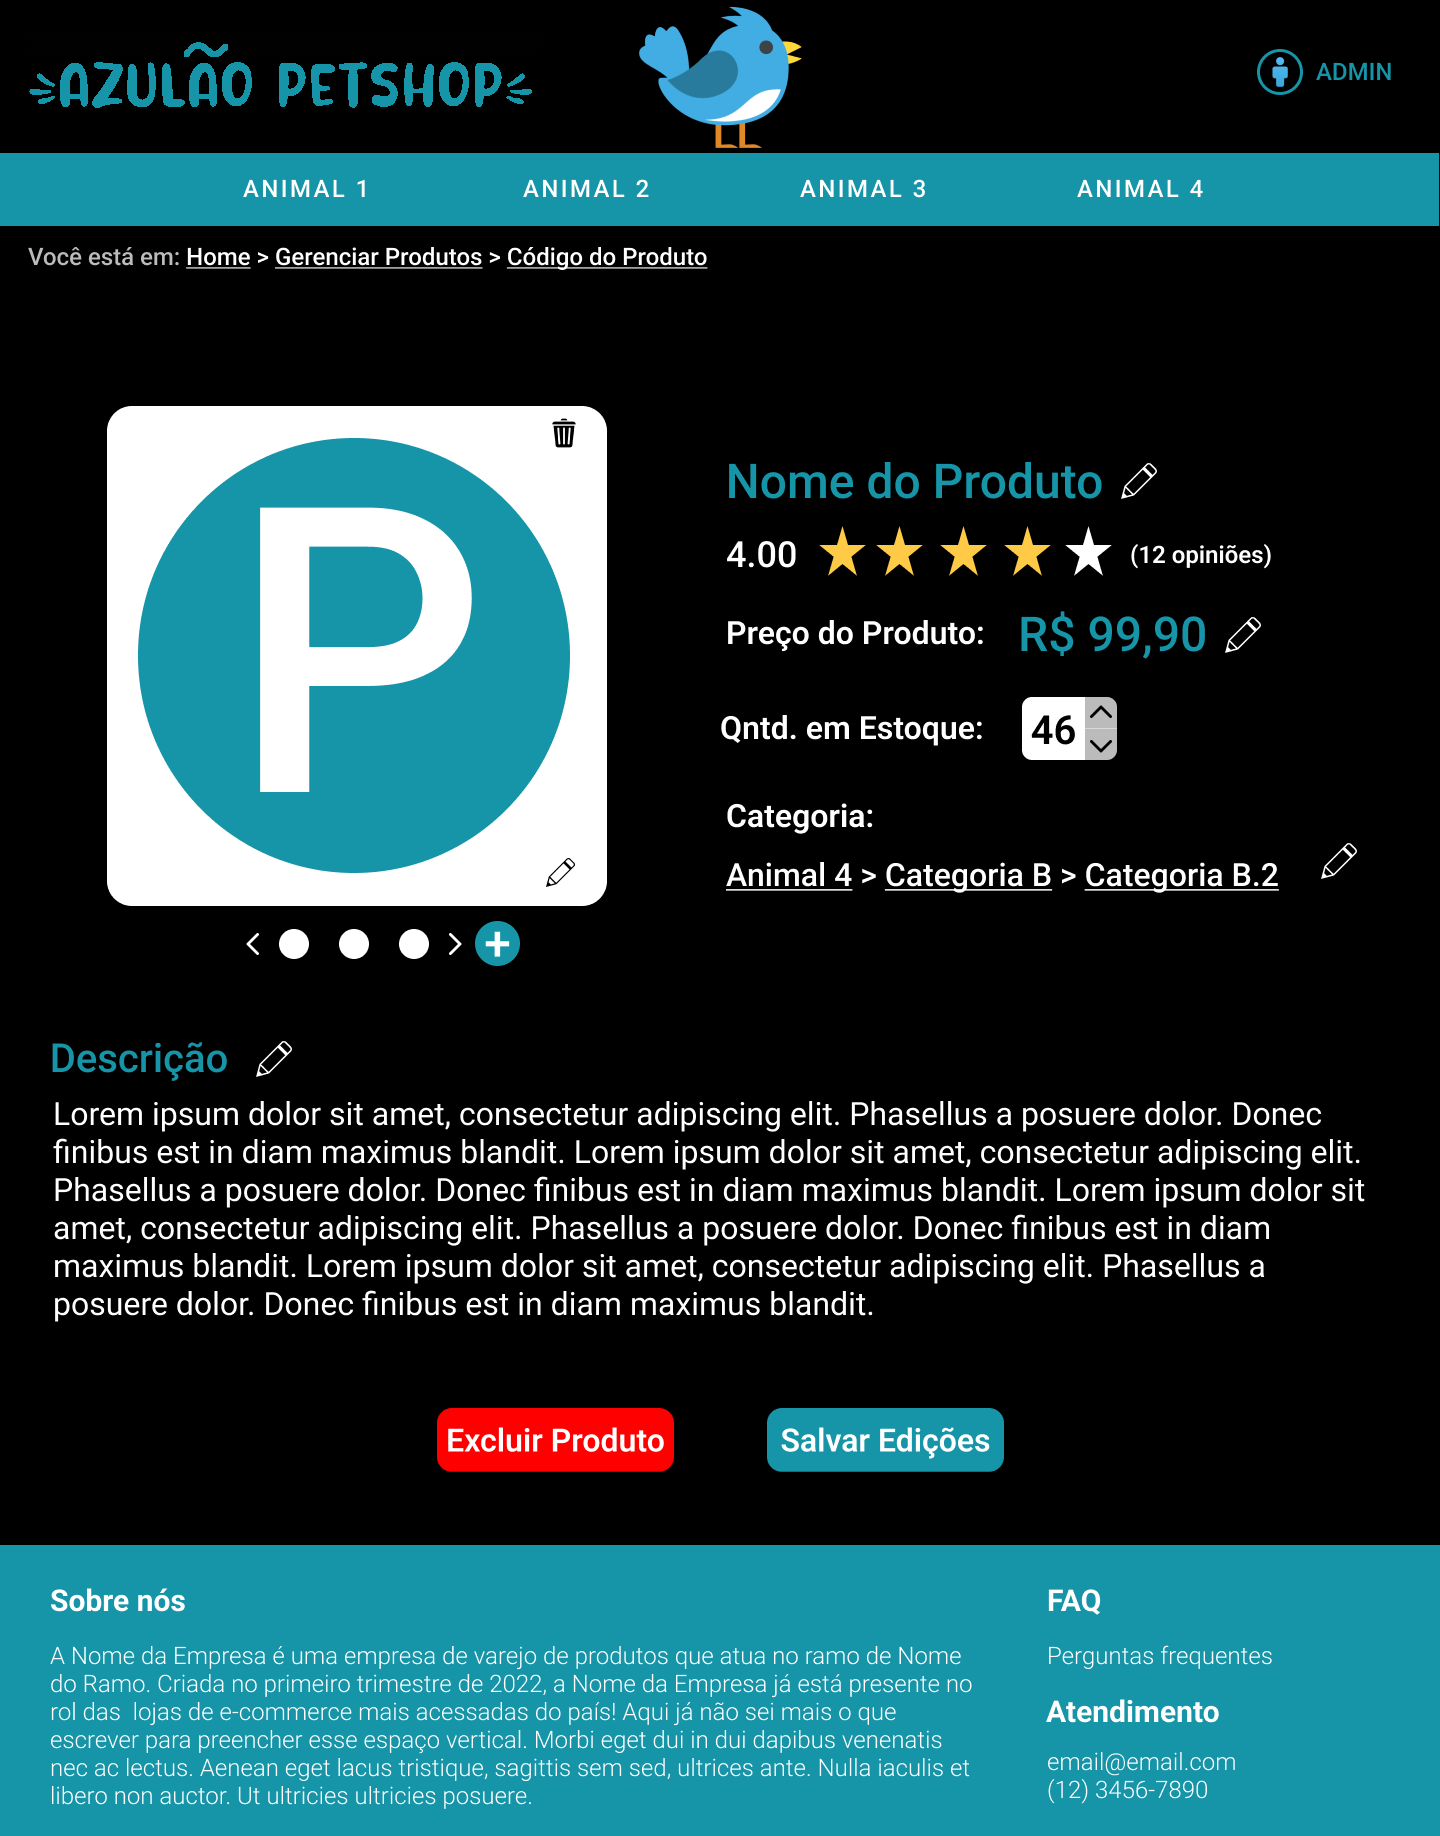 AZULÃO PETSHOP
ADMIN
ANIMAL 1 ANIMAL 2 ANIMAL 3 ANIMAL 4
Você está em: Home > Gerenciar Produtos > Código do Produto
P
Nome do Produto
4.00 (12 opiniões)
Preço do Produto: R$ 99,90
Qntd. em Estoque: 46
Categoria:
Animal 4 > Categoria B > Categoria B.2
Descrição
Lorem ipsum dolor sit amet, consectetur adipiscing elit. Phasellus a posuere dolor. Donec
finibus est in diam maximus blandit. Lorem ipsum dolor sit amet, consectetur adipiscing elit.
Phasellus a posuere dolor. Donec finibus est in diam maximus blandit. Lorem ipsum dolor sit
amet, consectetur adipiscing elit. Phasellus a posuere dolor. Donec finibus est in diam
maximus blandit. Lorem ipsum dolor sit amet, consectetur adipiscing elit. Phasellus a
posuere dolor. Donec finibus est in diam maximus blandit.
Excluir Produto Salvar Edições
Sobre nós
A Nome da Empresa é uma empresa de varejo de produtos que atua no ramo de Nome
do Ramo. Criada no primeiro trimestre de 2022, a Nome da Empresa já está presente no
rol das  lojas de e-commerce mais acessadas do país! Aqui já não sei mais o que
escrever para preencher esse espaço vertical. Morbi eget dui in dui dapibus venenatis
nec ac lectus. Aenean eget lacus tristique, sagittis sem sed, ultrices ante. Nulla iaculis et
libero non auctor. Ut ultricies ultricies posuere.
FAQ
Perguntas frequentes
Atendimento
email@email.com
(12) 3456-7890